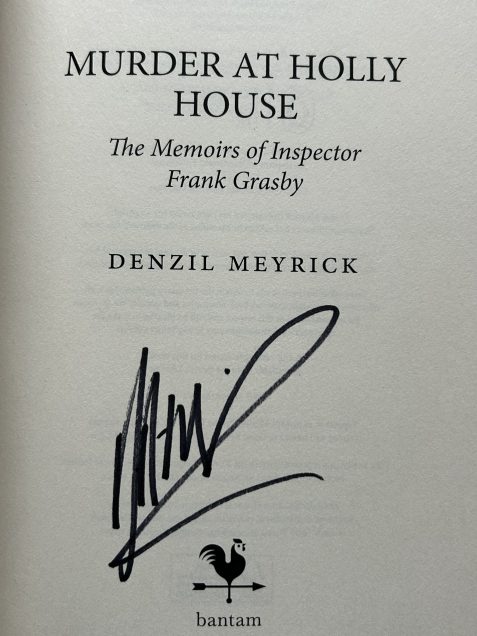 MURDER AT HOLLY
HOUSE
The Memoirs of Inspector
Frank Grasby
DENZIL MEYRICK
bantam